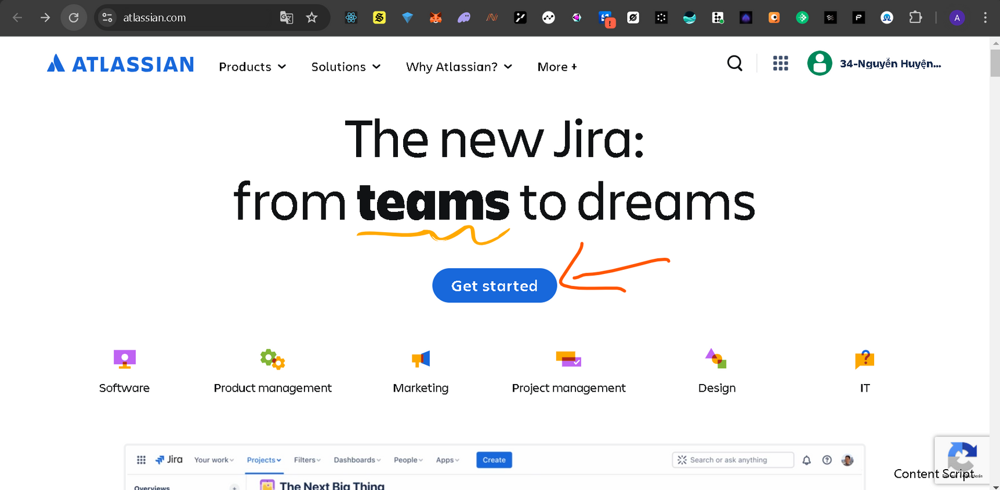 atlassian.com
ATLASSIAN
Products
Solutions
Why Atlassian?
More +
34-Nguyễn Huyện...
The new Jira:
from teams to dreams
Get started
Software
Product management
Marketing
Project management
Design
IT
Jira
Your work
Projects
Filters
Dashboards
People
Apps
Create
Search or ask anything
Overviews
The Next Big Thing
Content Script
A